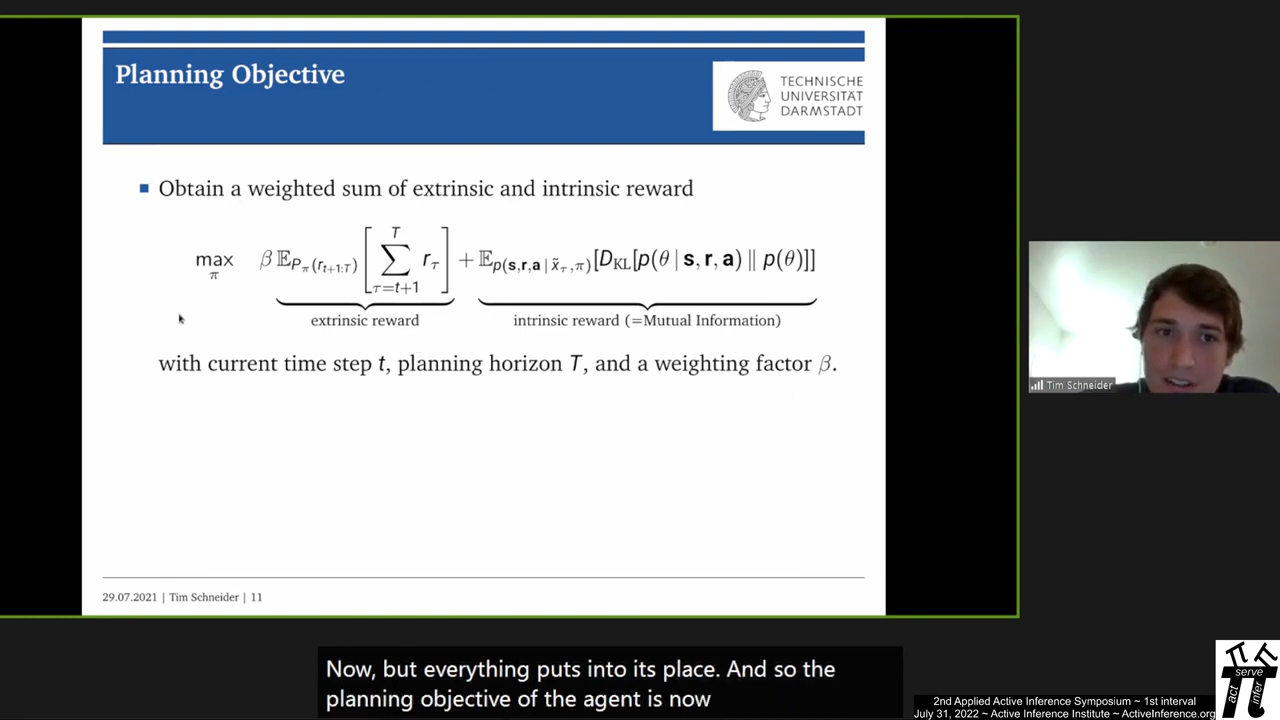 Planning Objective
TECHNISCHE
UNIVERSITÄT
DARMSTADT
■ Obtain a weighted sum of extrinsic and intrinsic reward
max_π β 𝔼_{P_π(r_{t+1:T})} [ ∑_{τ=t+1}^{T} r_τ ] + 𝔼_{p(s,r,a | x̃_τ,π)}[D_KL[p(θ | s, r, a) ∥ p(θ)]]
extrinsic reward
intrinsic reward (=Mutual Information)
with current time step t, planning horizon T, and a weighting factor β.
29.07.2021 | Tim Schneider | 11
Tim Schneider
Now, but everything puts into its place. And so the
planning objective of the agent is now
2nd Applied Active Inference Symposium ~ 1st interval
July 31, 2022 ~ Active Inference Institute ~ ActiveInference.org
serve
act
infer